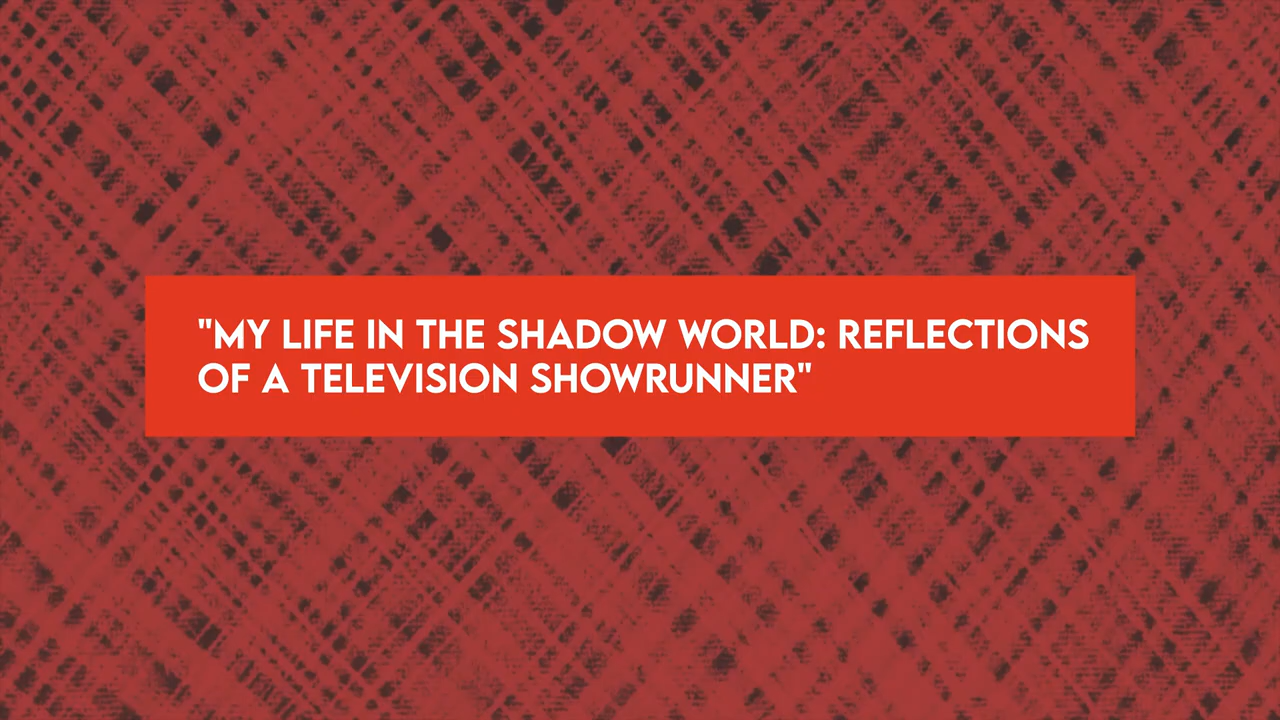 "MY LIFE IN THE SHADOW WORLD: REFLECTIONS
OF A TELEVISION SHOWRUNNER"